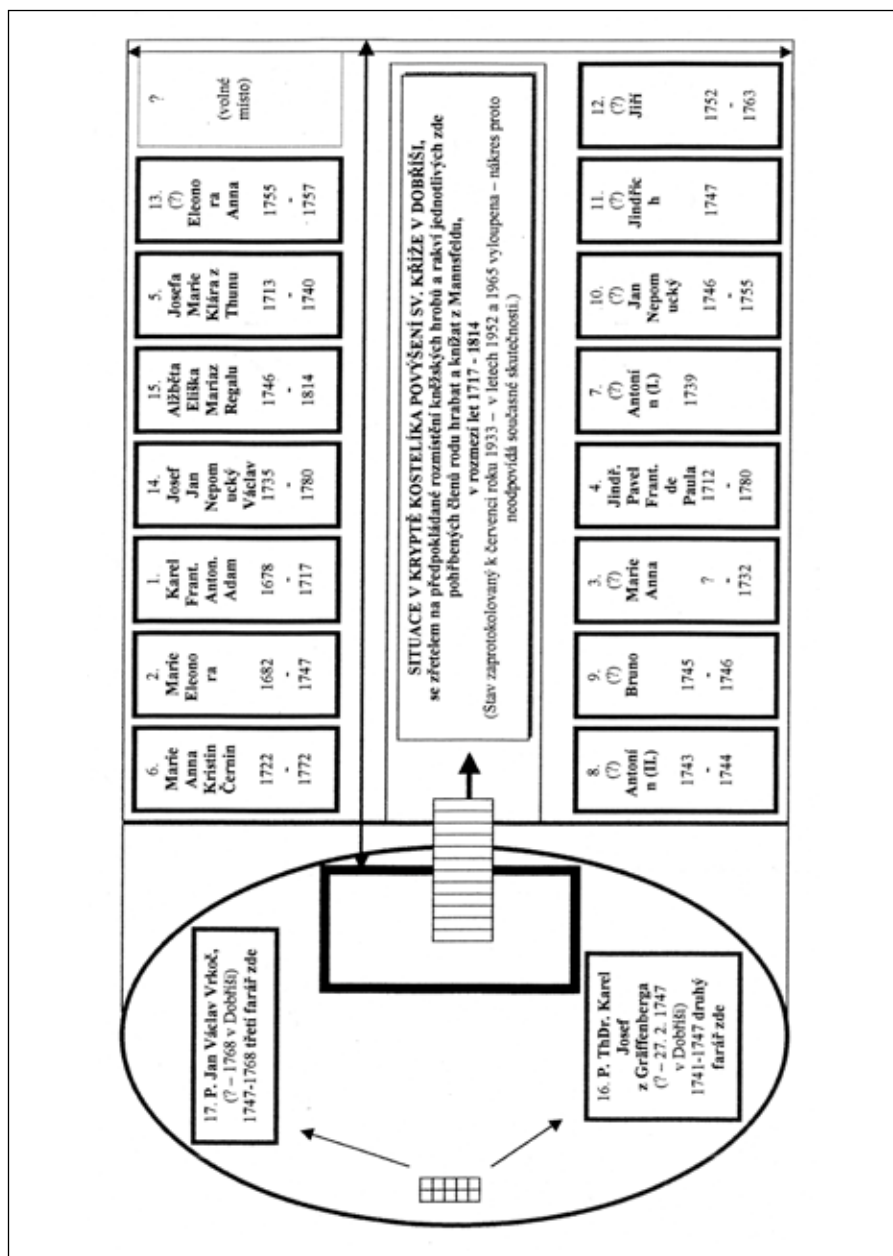 17. P. Jan Václav Vrkoč,
(? – 1768 v Dobříši)
1747-1768 třetí farář zde
6.
Marie
Anna
Kristin
Černin
1722
-
1772
2.
Marie
Eleono
ra
1682
-
1747
1.
Karel
Frant.
Anton.
Adam
1678
-
1717
14.
Josef
Jan
Nepom
ucký
Václav
1735
-
1780
15.
Alžběta
Eliška
Mariaz
Regalu
1746
-
1814
5.
Josefa
Marie
Klára z
Thunu
1713
-
1740
13.
(?)
Eleono
ra
Anna
1755
-
1757
?
(volné
místo)
SITUACE V KRYPTĚ KOSTELÍKA POVÝŠENÍ SV. KŘÍŽE V DOBŘÍŠI,
se zřetelem na předpokládané rozmístění kněžských hrobů a rakví jednotlivých zde
pohřbených členů rodu hrabat a knížat z Mannsfeldu,
v rozmezí let 1717 - 1814
(Stav zaprotokolovaný k červenci roku 1933 – v letech 1952 a 1965 vyloupena – nákres proto
neodpovídá současné skutečnosti.)
16. P. ThDr. Karel
Josef
z Gräffenberga
(? – 27. 2. 1747
v Dobříši)
1741-1747 druhý
farář zde
8.
(?)
Antoní
n (II.)
1743
-
1744
9.
(?)
Bruno
1745
-
1746
3.
(?)
Marie
Anna
?
-
1732
4.
Jindř.
Pavel
Frant.
de
Paula
1712
-
1780
7.
(?)
Antoní
n (I.)
1739
10.
(?)
Jan
Nepom
ucký
1746
-
1755
11.
(?)
Jindřic
h
1747
12.
(?)
Jiří
1752
-
1763